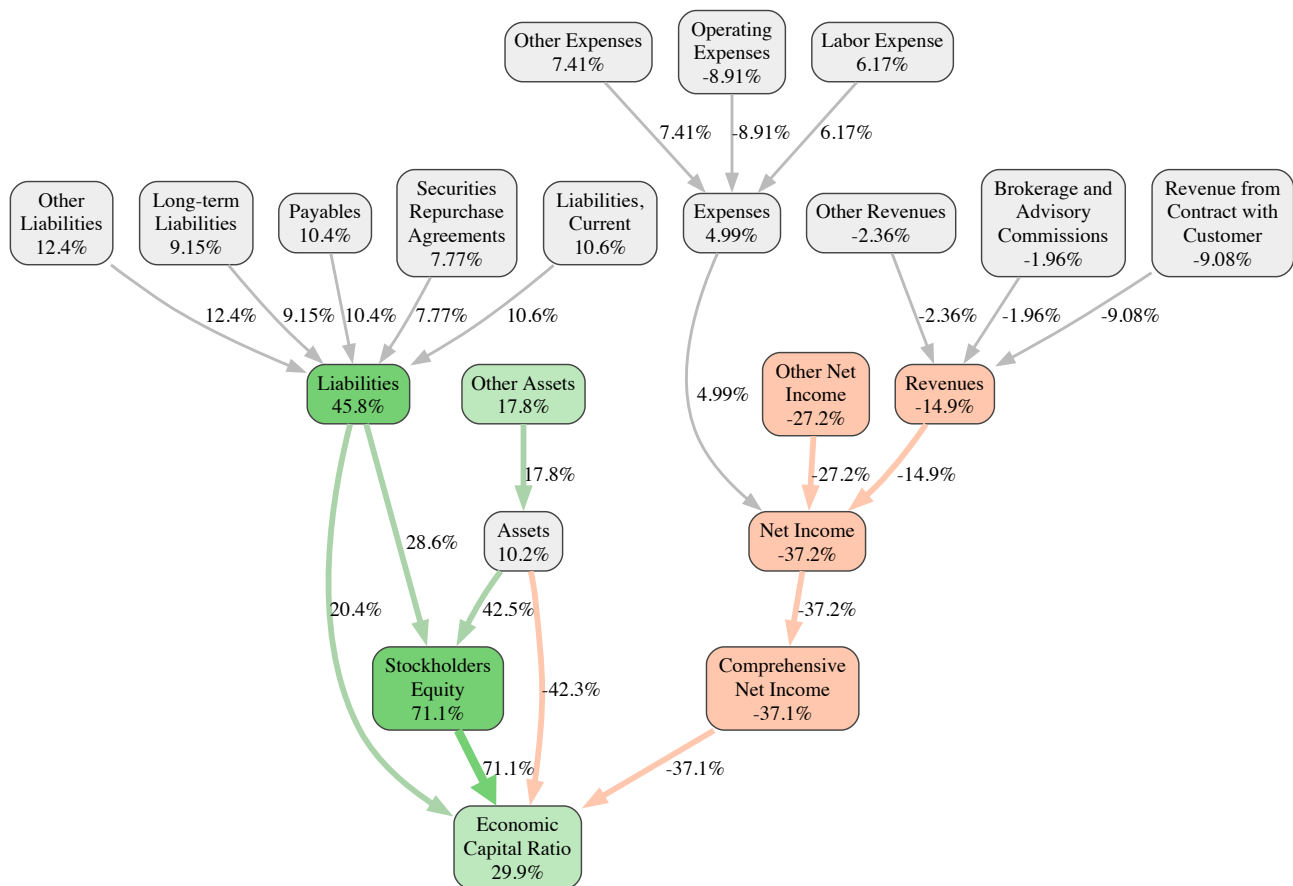 Other Expenses
7.41%
Operating
Expenses
-8.91%
Labor Expense
6.17%
7.41%
-8.91%
6.17%
Other
Liabilities
12.4%
Long-term
Liabilities
9.15%
Payables
10.4%
Securities
Repurchase
Agreements
7.77%
Liabilities,
Current
10.6%
Expenses
4.99%
Other Revenues
-2.36%
Brokerage and
Advisory
Commissions
-1.96%
Revenue from
Contract with
Customer
-9.08%
12.4%
9.15%
10.4%
7.77%
10.6%
-2.36%
-1.96%
-9.08%
Liabilities
45.8%
Other Assets
17.8%
4.99%
Other Net
Income
-27.2%
Revenues
-14.9%
17.8%
-27.2%
-14.9%
28.6%
Assets
10.2%
Net Income
-37.2%
20.4%
42.5%
-37.2%
Stockholders
Equity
71.1%
-42.3%
Comprehensive
Net Income
-37.1%
71.1%
-37.1%
Economic
Capital Ratio
29.9%